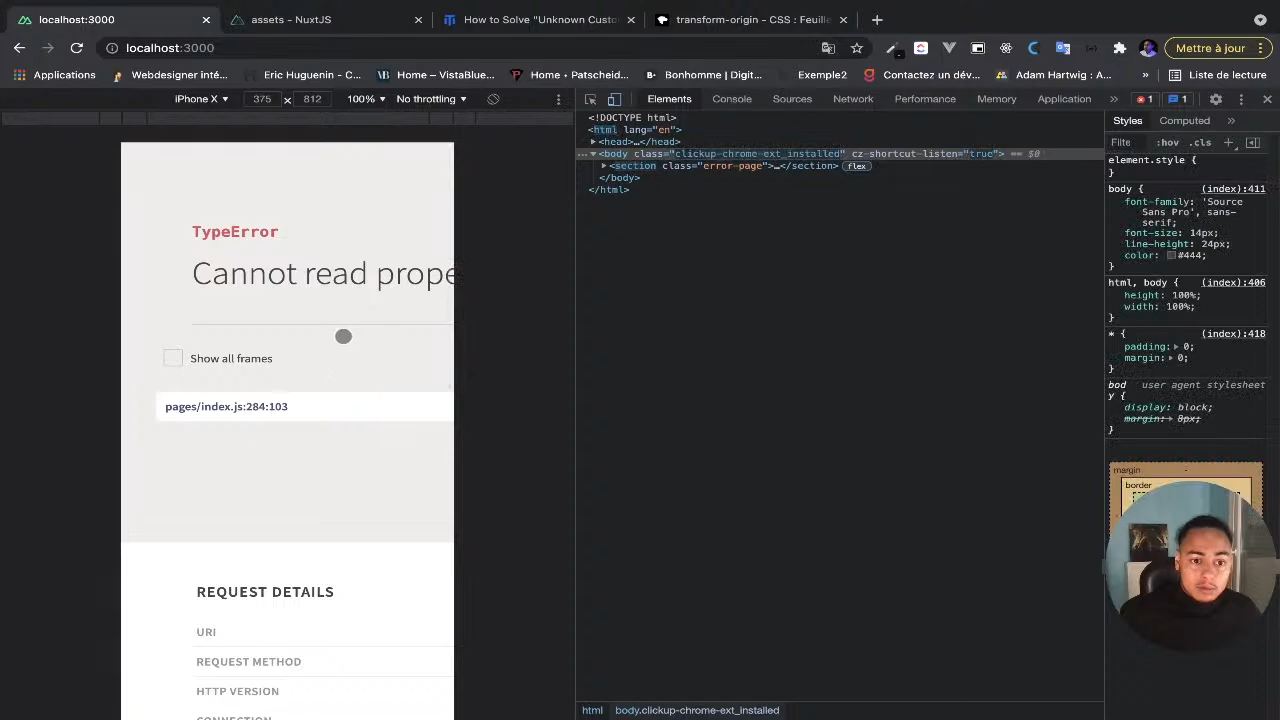 localhost:3000
assets - NuxtJS
How to Solve "Unknown Custo
transform-origin - CSS : Feuille
localhost:3000
Mettre à jour
Applications
Webdesigner inté...
Eric Huguenin - C...
Home – VistaBlue...
Home • Patscheid...
Bonhomme | Digit...
Exemple2
Contactez un dév...
Adam Hartwig : A...
»
Liste de lecture
iPhone X
375
×
812
100%
No throttling
Elements
Console
Sources
Network
Performance
Memory
Application
»
1
1
TypeError
Cannot read prope
Show all frames
pages/index.js:284:103
REQUEST DETAILS
URI
REQUEST METHOD
HTTP VERSION
CONNECTION
<!DOCTYPE html>
<html lang="en">
<head>…</head>
<body class="clickup-chrome-ext_installed" cz-shortcut-listen="true"> == $0
<section class="error-page">…</section> flex
</body>
</html>
html body.clickup-chrome-ext_installed
Styles
Computed
»
Filte
:hov
.cls
element.style {
}
body { (index):411
font-family: 'Source
Sans Pro', sans-
serif;
font-size: 14px;
line-height: 24px;
color: #444;
}
html, body { (index):406
height: 100%;
width: 100%;
}
* { (index):418
padding: 0;
margin: 0;
}
bod user agent stylesheet
y {
display: block;
margin: 8px;
}
margin
-
border